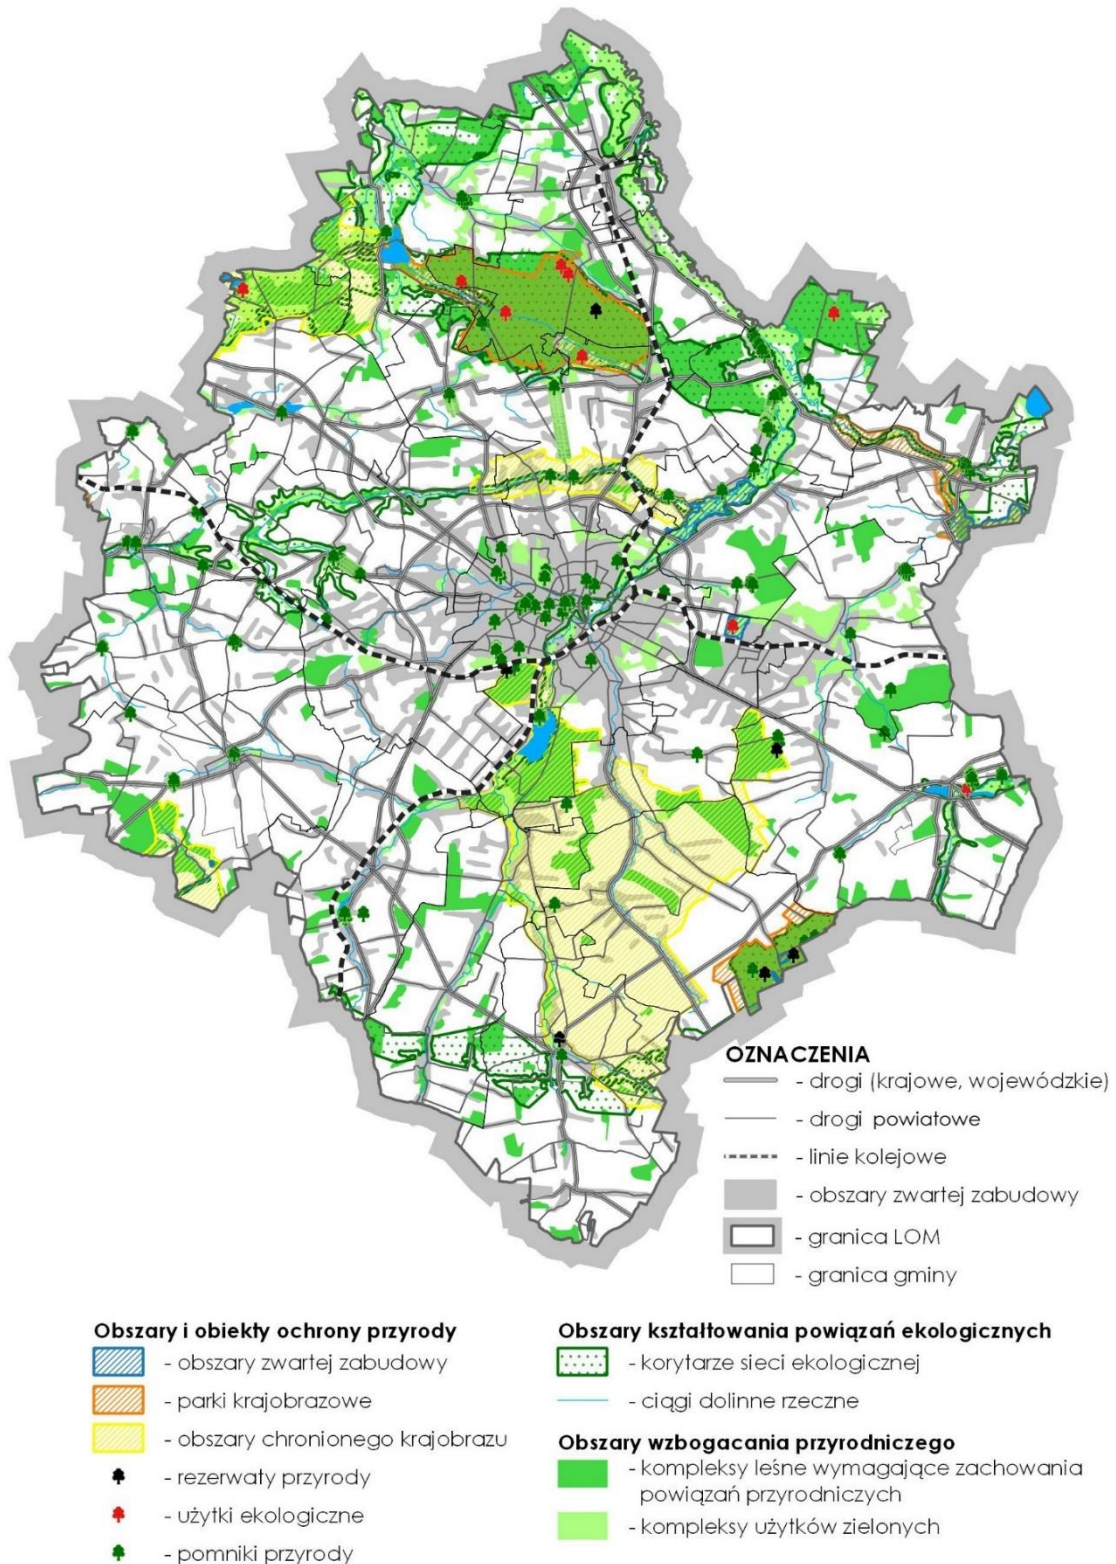 OZNACZENIA
- drogi (krajowe, wojewódzkie)
- drogi powiatowe
- linie kolejowe
- obszary zwartej zabudowy
- granica LOM
- granica gminy
Obszary i obiekty ochrony przyrody
- obszary zwartej zabudowy
- parki krajobrazowe
- obszary chronionego krajobrazu
- rezerwaty przyrody
- użytki ekologiczne
- pomniki przyrody
Obszary kształtowania powiązań ekologicznych
- korytarze sieci ekologicznej
- ciągi dolinne rzeczne
Obszary wzbogacania przyrodniczego
- kompleksy leśne wymagające zachowania
powiązań przyrodniczych
- kompleksy użytków zielonych